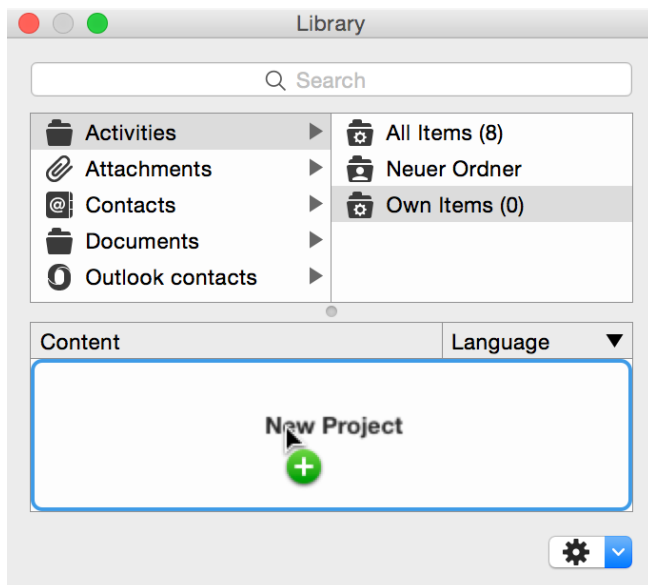 Library
Search
Activities
Attachments
Contacts
Documents
Outlook contacts
All Items (8)
Neuer Ordner
Own Items (0)
Content Language
New Project